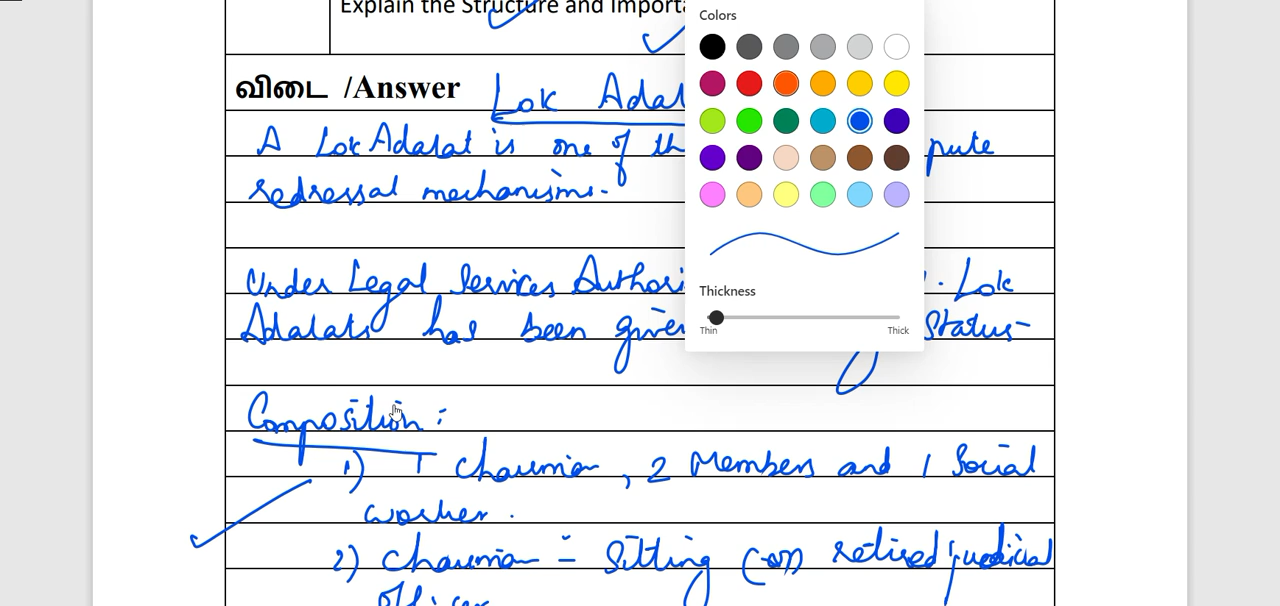 Explain the Structure and Importa
Colors
விடை /Answer
Lok Adal
A Lok Adalat is one of th pute
redressal mechanisms.
Under Legal Services Authori . Lok
Adalats has been given Status
Thickness
Thin Thick
Composition :
1) 1 Chairman, 2 Members and 1 Social
worker.
2) Chairman = Sitting (or) retired judicial
officer